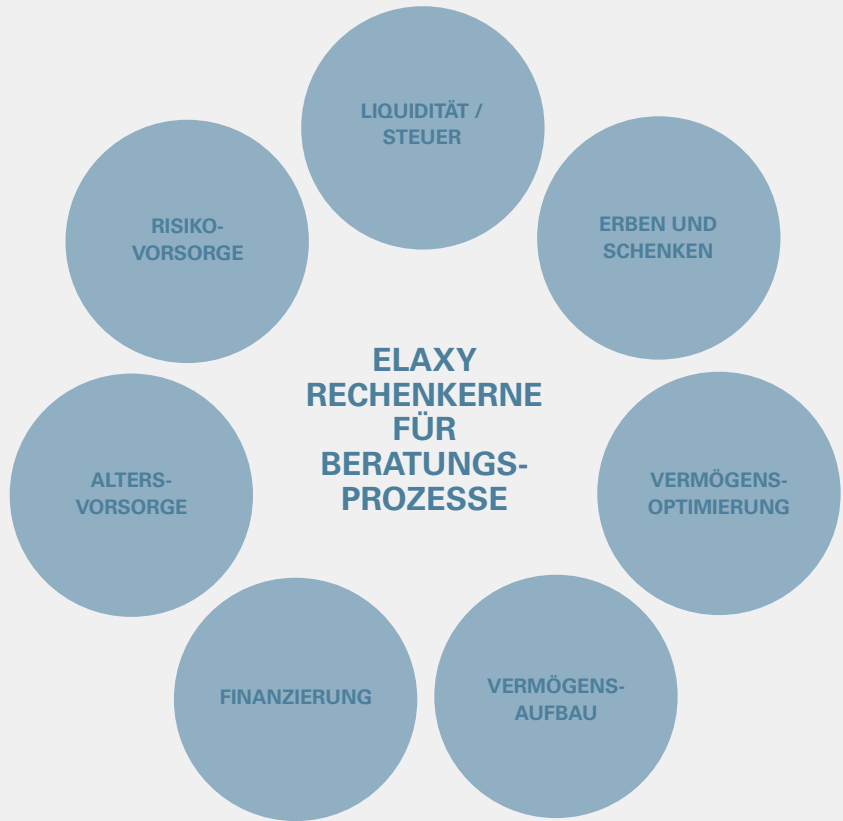 LIQUIDITÄT /
STEUER
ERBEN UND
SCHENKEN
RISIKO-
VORSORGE
ELAXY
RECHENKERNE
FÜR
BERATUNGS-
PROZESSE
ALTERS-
VORSORGE
VERMÖGENS-
OPTIMIERUNG
FINANZIERUNG
VERMÖGENS-
AUFBAU